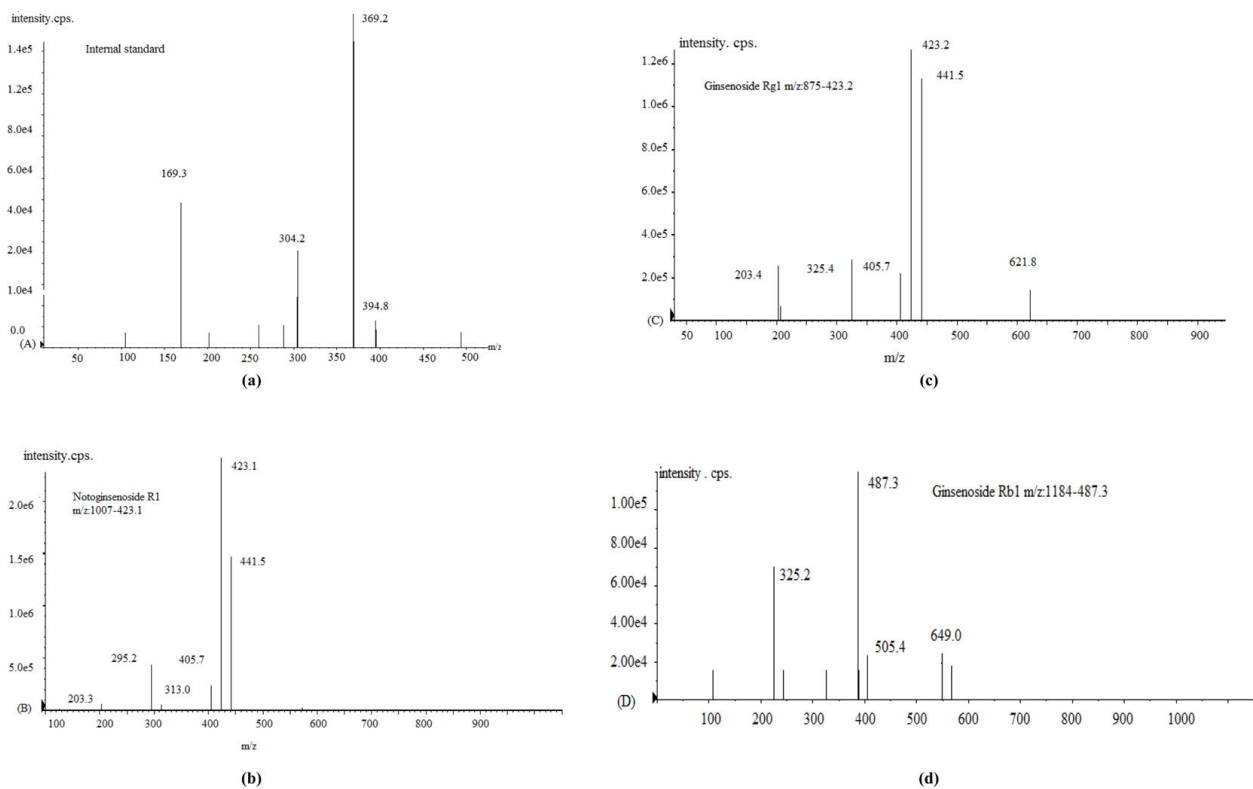 intensity.cps.
Internal standard
369.2
1.4e5
1.2e5
1.0e4
8.0e4
169.3
6.0e4
4.0e4
304.2
2.0e4
1.0e4
394.8
0.0
(A)
50 100 150 200 250 300 350 400 450 500
m/z
(a)
intensity. cps.
423.2
1.2e6
441.5
Ginsenoside Rg1 m/z:875-423.2
1.0e6
8.0e5
6.0e5
4.0e5
203.4
325.4
405.7
621.8
2.0e5
(C)
50 100 200 300 400 500 600 700 800 900
m/z
(c)
intensity.cps.
423.1
Notoginsenoside R1
m/z:1007-423.1
2.0e6
1.5e6
441.5
1.0e6
5.0e5
295.2
405.7
203.3
313.0
(B)
100 200 300 400 500 600 700 800 900
m/z
(b)
intensity . cps.
487.3
Ginsenoside Rb1 m/z:1184-487.3
1.00e5
8.00e4
325.2
6.00e4
4.00e4
505.4
649.0
2.00e4
(D)
100 200 300 400 500 600 700 800 900 1000
(d)